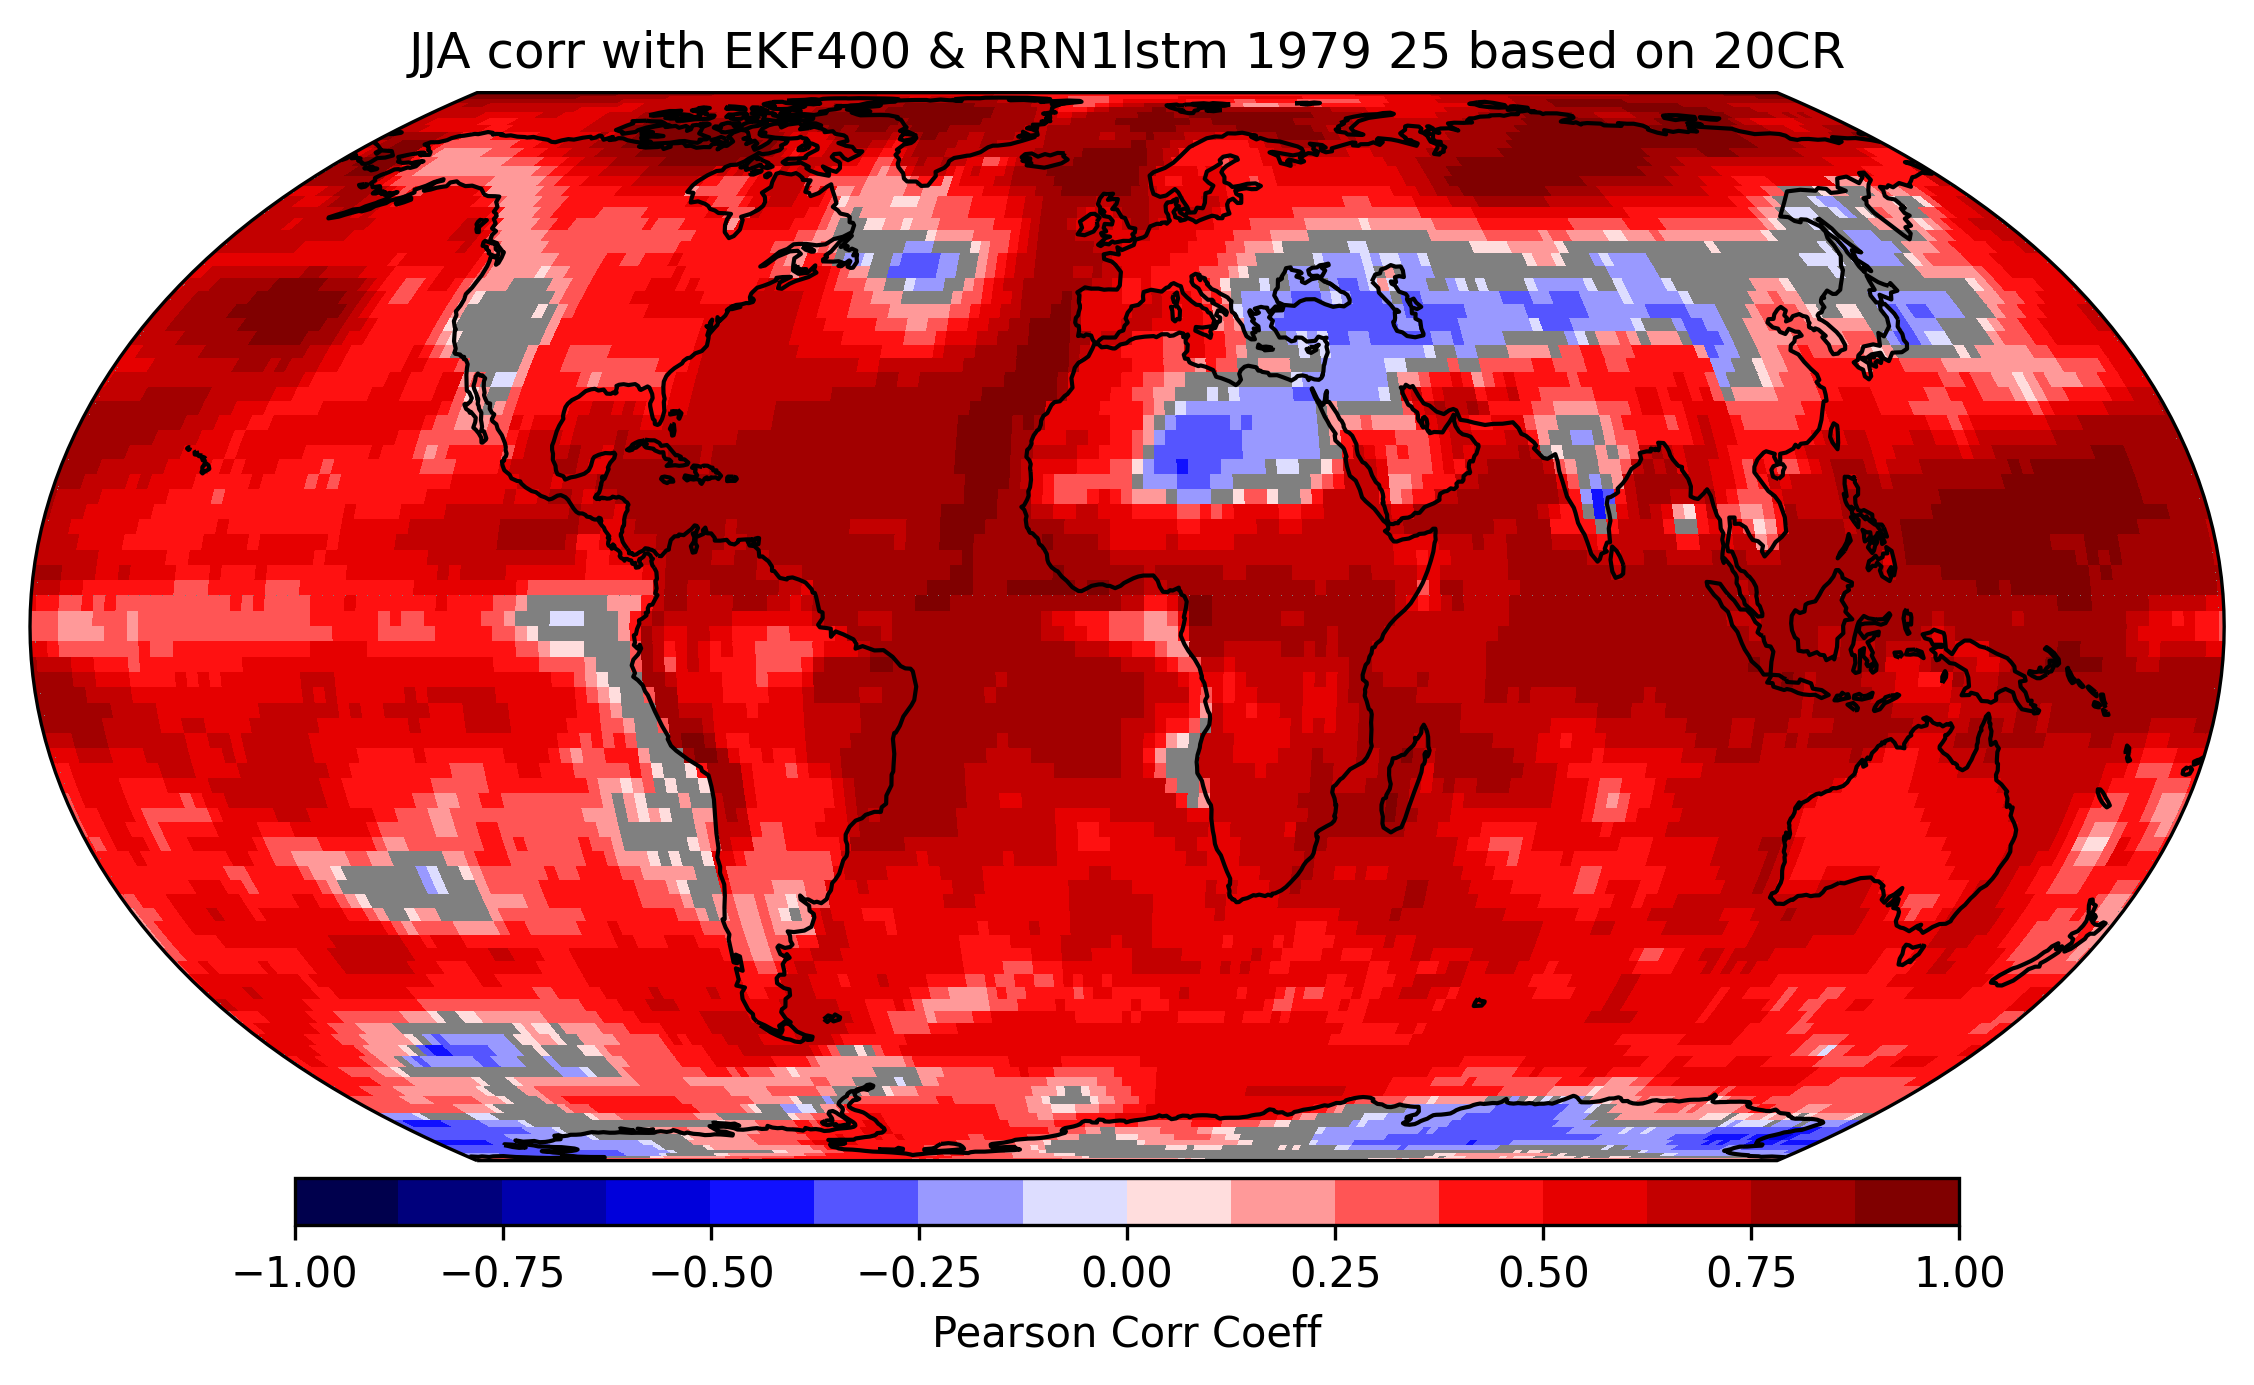 JJA corr with EKF400 & RRN1lstm 1979 25 based on 20CR
−1.00 −0.75 −0.50 −0.25 0.00 0.25 0.50 0.75 1.00
Pearson Corr Coeff